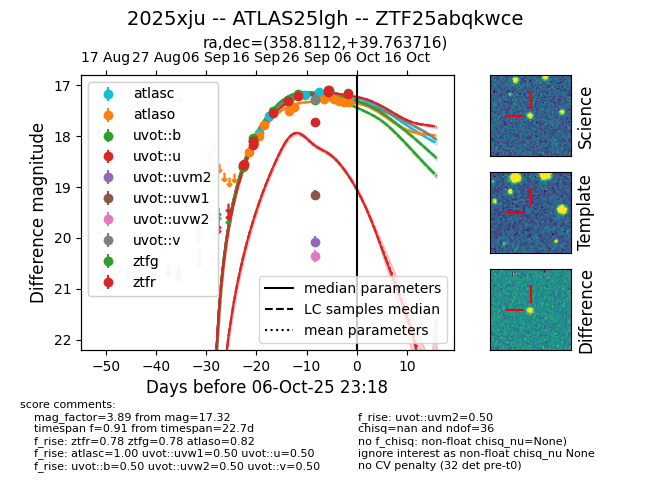 2025xju -- ATLAS25lgh -- ZTF25abqkwce
ra,dec=(358.8112,+39.763716)
17 Aug 27 Aug 06 Sep 16 Sep 26 Sep 06 Oct 16 Oct
17
18
19
20
21
22
Difference magnitude
atlasc
atlaso
uvot::b
uvot::u
uvot::uvm2
uvot::uvw1
uvot::uvw2
uvot::v
ztfg
ztfr
median parameters
LC samples median
mean parameters
−50 −40 −30 −20 −10 0 10
Days before 06-Oct-25 23:18
Science
Template
Difference
score comments:
mag_factor=3.89 from mag=17.32
timespan f=0.91 from timespan=22.7d
f_rise: ztfr=0.78 ztfg=0.78 atlaso=0.82
f_rise: atlasc=1.00 uvot::uvw1=0.50 uvot::u=0.50
f_rise: uvot::b=0.50 uvot::uvw2=0.50 uvot::v=0.50
f_rise: uvot::uvm2=0.50
chisq=nan and ndof=36
no f_chisq: non-float chisq_nu=None)
ignore interest as non-float chisq_nu None
no CV penalty (32 det pre-t0)